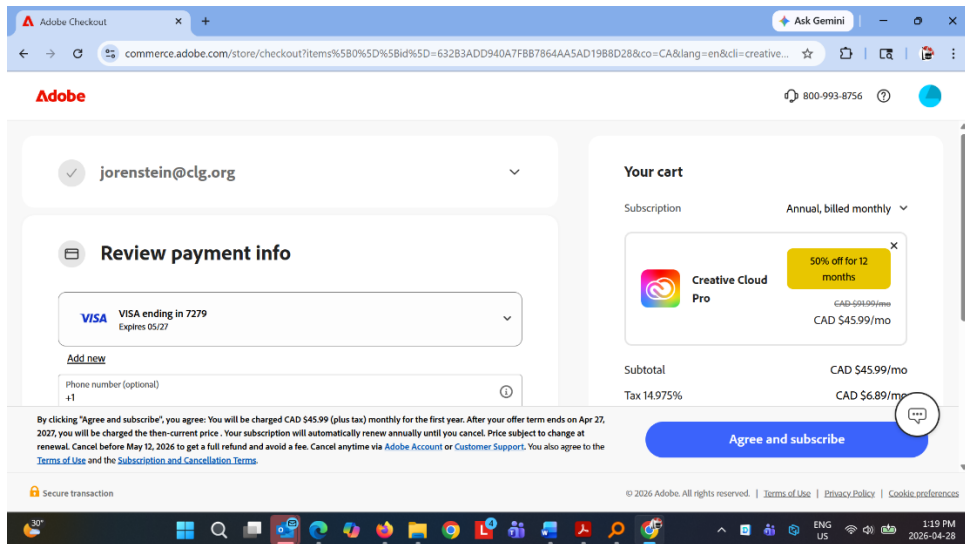 Adobe Checkout
Ask Gemini
commerce.adobe.com/store/checkout?items%5B0%5D%5Bid%5D=632B3ADD940A7FBB7864AA5AD19B8D28&co=CA&lang=en&cli=creative...
Adobe
800-993-8756
jorenstein@clg.org
Review payment info
VISA
VISA ending in 7279
Expires 05/27
Add new
Phone number (optional)
+1
Your cart
Subscription
Annual, billed monthly
Creative Cloud
Pro
50% off for 12
months
CAD $91.99/mo
CAD $45.99/mo
Subtotal
CAD $45.99/mo
Tax 14.975%
CAD $6.89/mo
By clicking "Agree and subscribe", you agree: You will be charged CAD $45.99 (plus tax) monthly for the first year. After your offer term ends on Apr 27,
2027, you will be charged the then-current price . Your subscription will automatically renew annually until you cancel. Price subject to change at
renewal. Cancel before May 12, 2026 to get a full refund and avoid a fee. Cancel anytime via Adobe Account or Customer Support. You also agree to the
Terms of Use and the Subscription and Cancellation Terms.
Agree and subscribe
Secure transaction
© 2026 Adobe. All rights reserved. | Terms of Use | Privacy Policy | Cookie preferences
30°
ENG
US
1:19 PM
2026-04-28